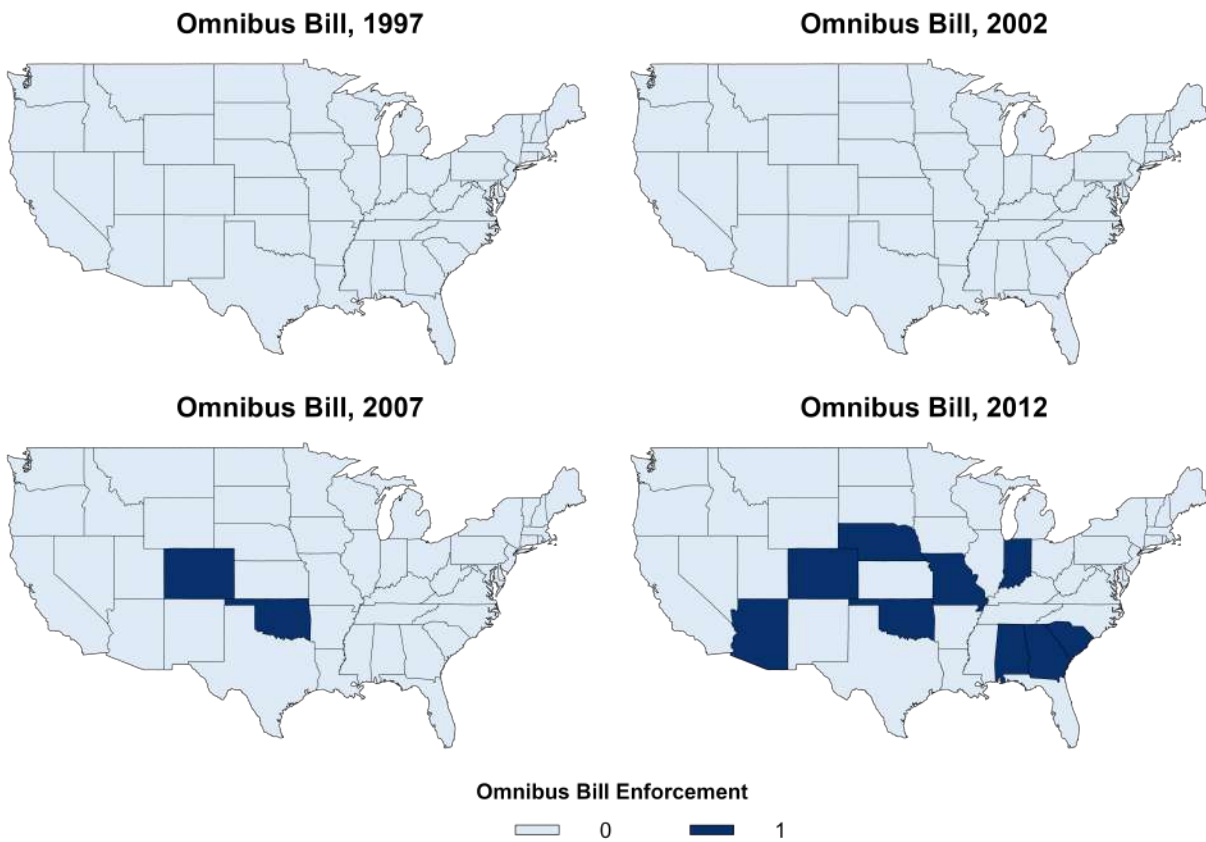 Omnibus Bill, 1997
Omnibus Bill, 2002
Omnibus Bill, 2007
Omnibus Bill, 2012
Omnibus Bill Enforcement
0
1